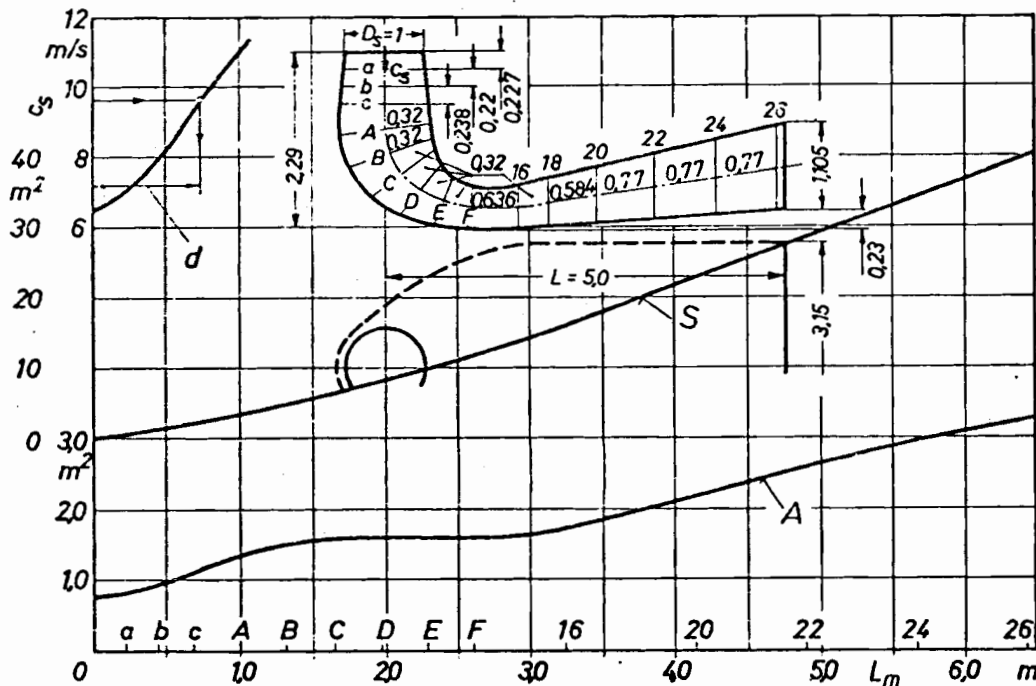 12
m/s
10
c_s
8
6
40
m²
30
20
10
0
3,0
m²
2,0
1,0
d
D_s=1
c_s
a
b
c
A
B
C
D
E
F
0,32
0,32
0,32
0,636
0,584
0,77
0,77
0,77
16
18
20
22
24
26
2,29
0,238
0,22
0,227
1,105
0,23
3,15
L = 5,0
S
A
a b c A B C D E F 16 20 22 24 26
0 1,0 2,0 3,0 4,0 5,0 L_m 6,0 m